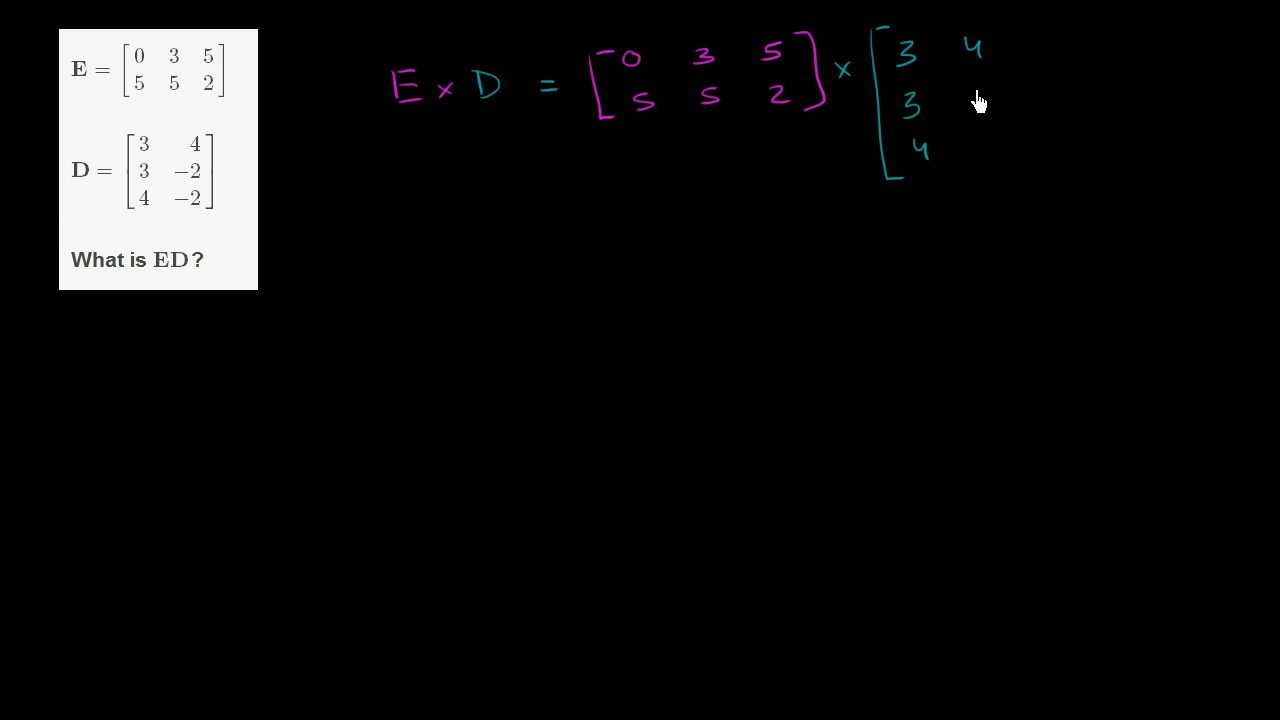 E = [0 3 5
5 5 2]
D = [3 4
3 −2
4 −2]
What is ED?
E × D = [0 3 5
5 5 2] × [3 4
3
4